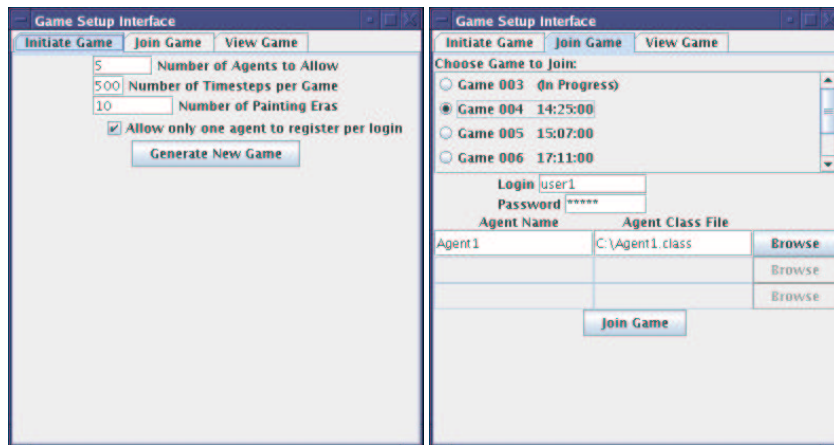 Game Setup Interface
Initiate Game Join Game View Game
5 Number of Agents to Allow
500 Number of Timesteps per Game
10 Number of Painting Eras
Allow only one agent to register per login
Generate New Game
Game Setup Interface
Initiate Game Join Game View Game
Choose Game to Join:
Game 003 (In Progress)
Game 004 14:25:00
Game 005 15:07:00
Game 006 17:11:00
Login user1
Password *****
Agent Name Agent Class File
Agent1 C:\Agent1.class Browse
Browse
Browse
Join Game